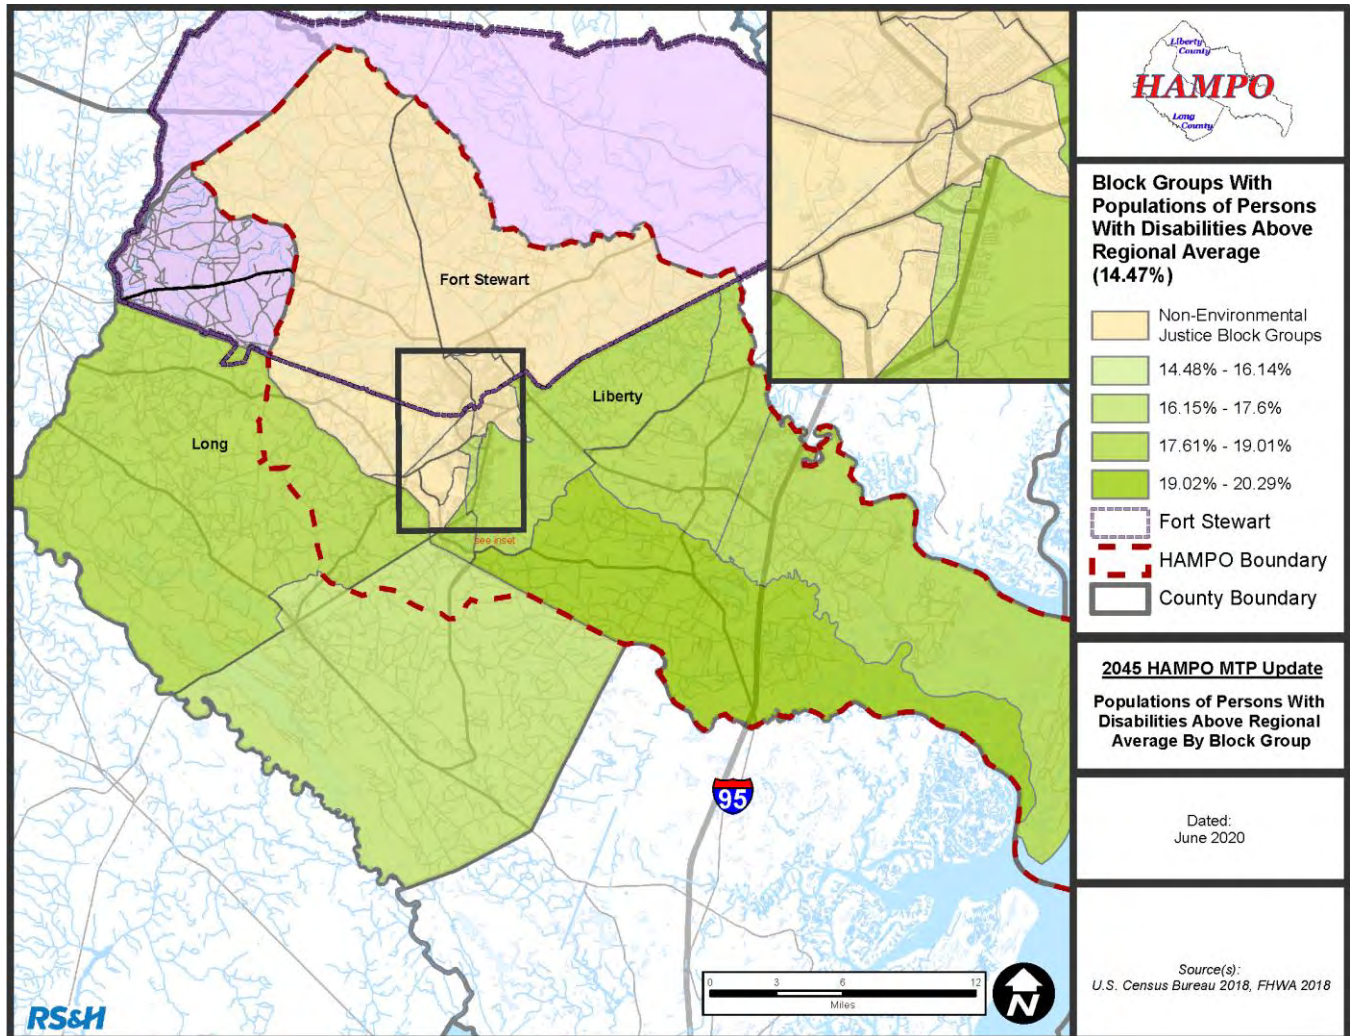 Fort Stewart
Liberty
Long
see inset
95
0 3 6 12
Miles
N
RS&H
Liberty
County
HAMPO
Long
County
Block Groups With
Populations of Persons
With Disabilities Above
Regional Average
(14.47%)
Non-Environmental
Justice Block Groups
14.48% - 16.14%
16.15% - 17.6%
17.61% - 19.01%
19.02% - 20.29%
Fort Stewart
HAMPO Boundary
County Boundary
2045 HAMPO MTP Update
Populations of Persons With
Disabilities Above Regional
Average By Block Group
Dated:
June 2020
Source(s):
U.S. Census Bureau 2018, FHWA 2018